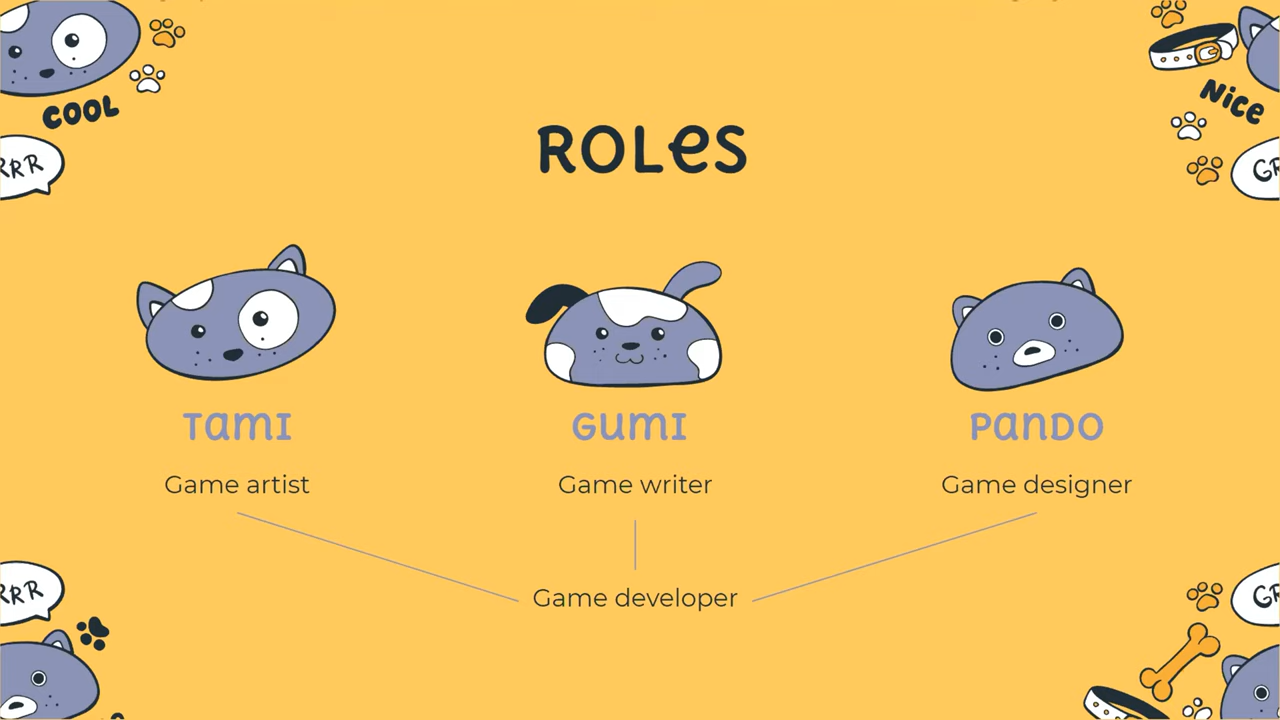 COOL
NICE
RRR
GR
ROLES
TAMI
GUMI
PANDO
Game artist
Game writer
Game designer
Game developer
RRR
GR